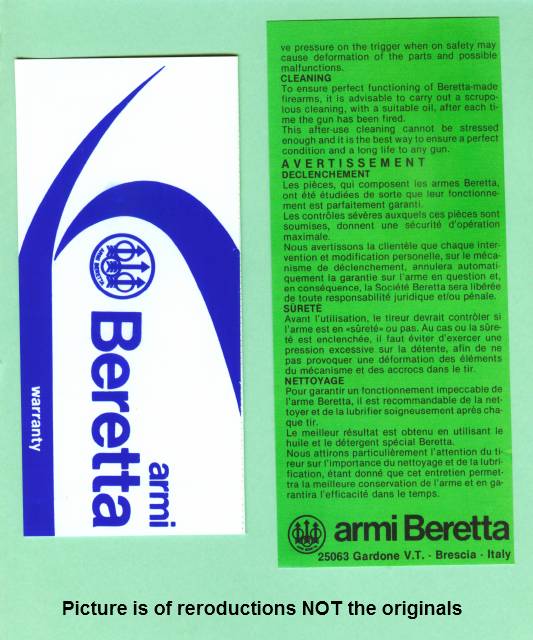 warranty
armi
Beretta
ve pressure on the trigger when on safety may
cause deformation of the parts and possible
malfunctions.
CLEANING
To ensure perfect functioning of Beretta-made
firearms, it is advisable to carry out a scrupo-
lous cleaning, with a suitable oil, after each ti-
me the gun has been fired.
This after-use cleaning cannot be stressed
enough and it is the best way to ensure a perfect
condition and a long life to any gun.
AVERTISSEMENT
DECLENCHEMENT
Les pièces, qui composent les armes Beretta,
ont été étudiées de sorte que leur fonctionne-
ment est parfaitement garanti.
Les contrôles sévères auxquels ces pièces sont
soumises, donnent une sécurité d'opération
maximale.
Nous avertissons la clientèle que chaque inter-
vention et modification personelle, sur le méca-
nisme de déclenchement, annulera automati-
quement la garantie sur l'arme en question et,
en conséquence, la Société Beretta sera libérée
de toute responsabilité juridique et/ou pénale.
SÛRETÉ
Avant l'utilisation, le tireur devrait contrôler si
l'arme est en «sûreté» ou pas. Au cas ou la sûre-
té est enclenchée, il faut éviter d'exercer une
pression excessive sur la détente, afin de ne
pas provoquer une déformation des éléments
du mécanisme et des accrocs dans le tir.
NETTOYAGE
Pour garantir un fonctionnement impeccable de
l'arme Beretta, il est recommandable de la net-
toyer et de la lubrifier soigneusement après cha-
que tir.
Le meilleur résultat est obtenu en utilisant le
huile et le détergent spécial Beretta.
Nous attirons particulièrement l'attention du ti-
reur sur l'importance du nettoyage et de la lubri-
fication, étant donné que cet entretien permet-
tra la meilleure conservation de l'arme et en ga-
rantira l'efficacité dans le temps.
armi Beretta
25063 Gardone V.T. - Brescia - Italy
Picture is of reroductions NOT the originals